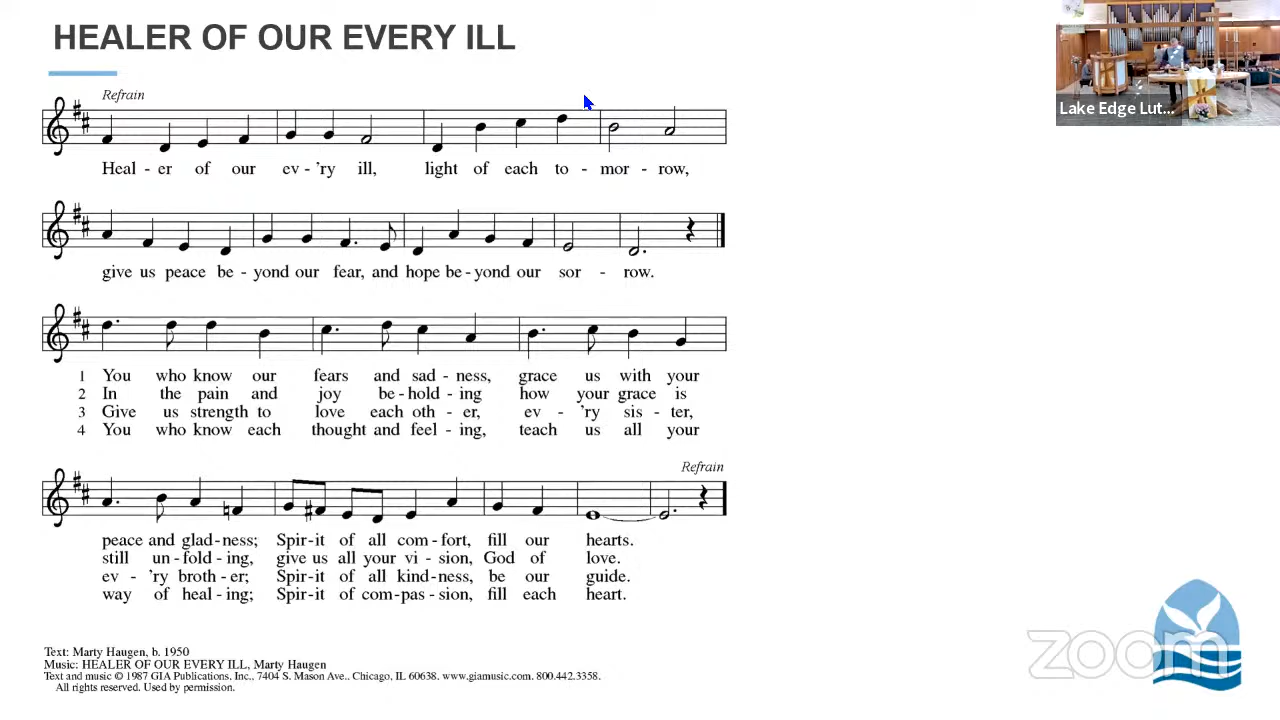 HEALER OF OUR EVERY ILL
Lake Edge Lut...
Refrain
Heal - er of our ev - 'ry ill, light of each to - mor - row,
give us peace be - yond our fear, and hope be - yond our sor - row.
1 You who know our fears and sad - ness, grace us with your
2 In the pain and joy be - hold - ing how your grace is
3 Give us strength to love each oth - er, ev - 'ry sis - ter,
4 You who know each thought and feel - ing, teach us all your
Refrain
peace and glad - ness; Spir - it of all com - fort, fill our hearts.
still un - fold - ing, give us all your vi - sion, God of love.
ev - 'ry broth - er; Spir - it of all kind - ness, be our guide.
way of heal - ing; Spir - it of com - pas - sion, fill each heart.
Text: Marty Haugen, b. 1950
Music: HEALER OF OUR EVERY ILL, Marty Haugen
Text and music © 1987 GIA Publications, Inc., 7404 S. Mason Ave., Chicago, IL 60638. www.giamusic.com. 800.442.3358.
All rights reserved. Used by permission.
zoom